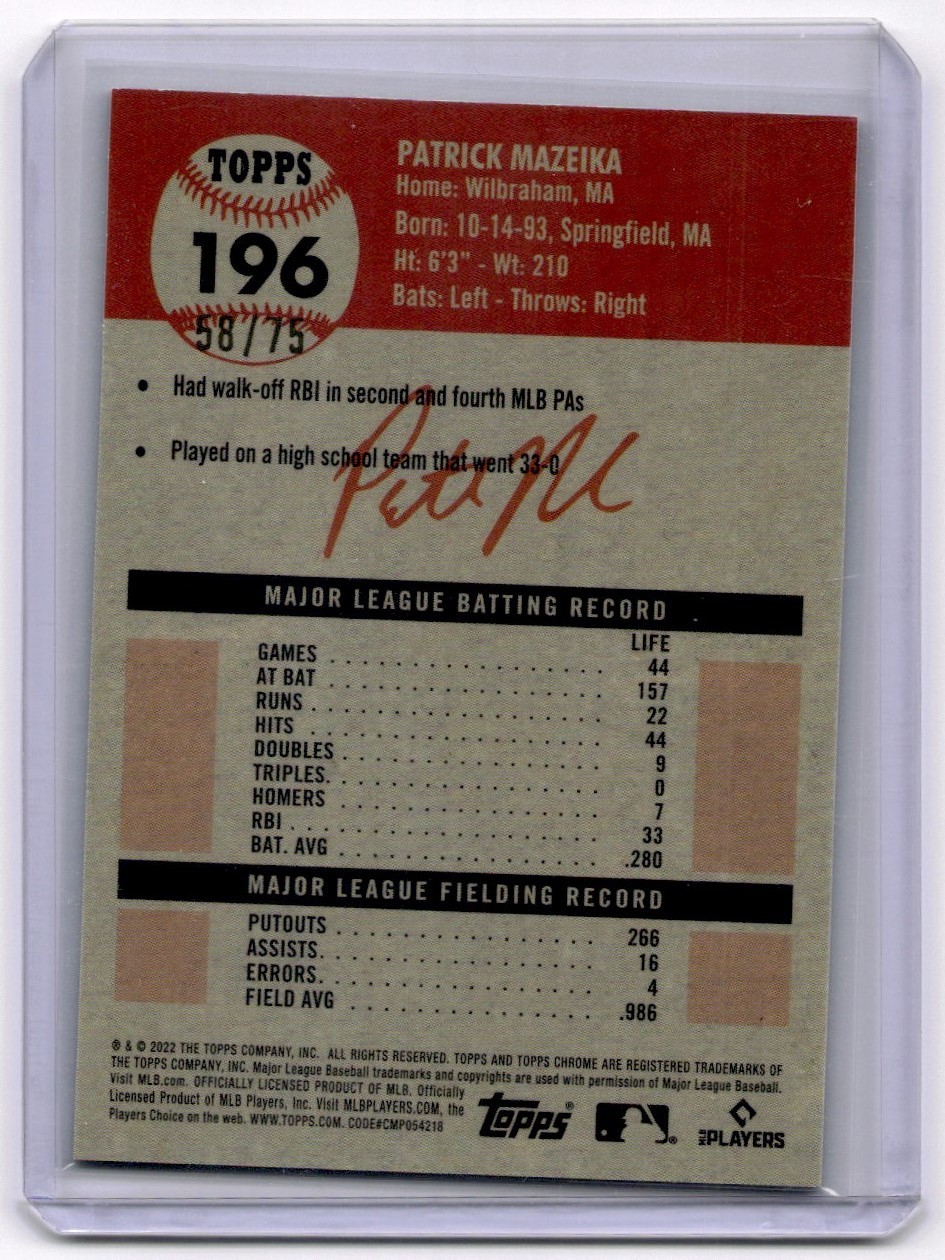 TOPPS
196
58/75
PATRICK MAZEIKA
Home: Wilbraham, MA
Born: 10-14-93, Springfield, MA
Ht: 6'3" - Wt: 210
Bats: Left - Throws: Right
• Had walk-off RBI in second and fourth MLB PAs
• Played on a high school team that went 33-0
MAJOR LEAGUE BATTING RECORD
LIFE
GAMES 44
AT BAT 157
RUNS 22
HITS 44
DOUBLES 9
TRIPLES. 0
HOMERS 7
RBI 33
BAT. AVG .280
MAJOR LEAGUE FIELDING RECORD
PUTOUTS 266
ASSISTS. 16
ERRORS. 4
FIELD AVG .986
® & © 2022 THE TOPPS COMPANY, INC. ALL RIGHTS RESERVED. TOPPS AND TOPPS CHROME ARE REGISTERED TRADEMARKS OF
THE TOPPS COMPANY, INC. Major League Baseball trademarks and copyrights are used with permission of Major League Baseball.
Visit MLB.com. OFFICIALLY LICENSED PRODUCT OF MLB. Officially
Licensed Product of MLB Players, Inc. Visit MLBPLAYERS.COM, the
Players Choice on the web. WWW.TOPPS.COM. CODE#CMP054218
Topps®
®
MLB PLAYERS